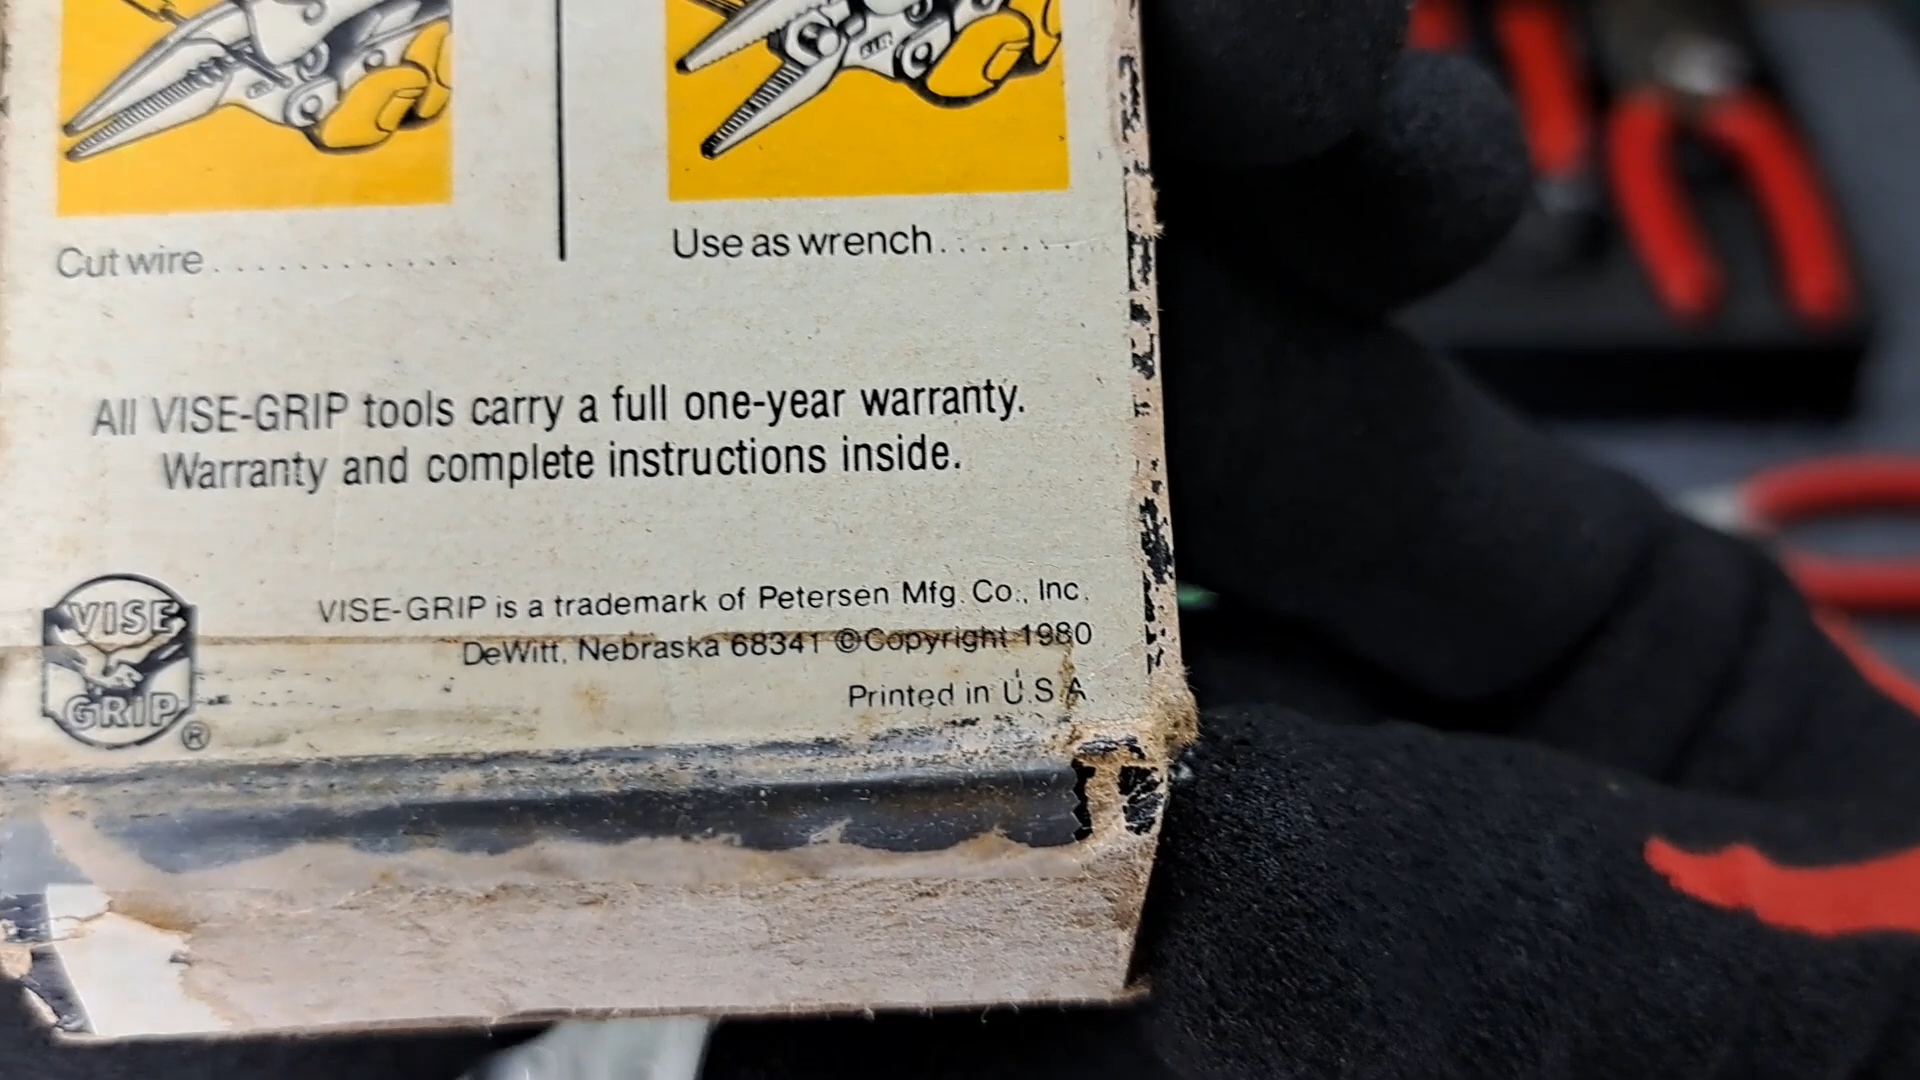 Cut wire............
Use as wrench.......
All VISE-GRIP tools carry a full one-year warranty.
Warranty and complete instructions inside.
VISE-GRIP is a trademark of Petersen Mfg. Co., Inc.
DeWitt, Nebraska 68341 ©Copyright 1980
Printed in U.S.A.
VISE
GRIP
®